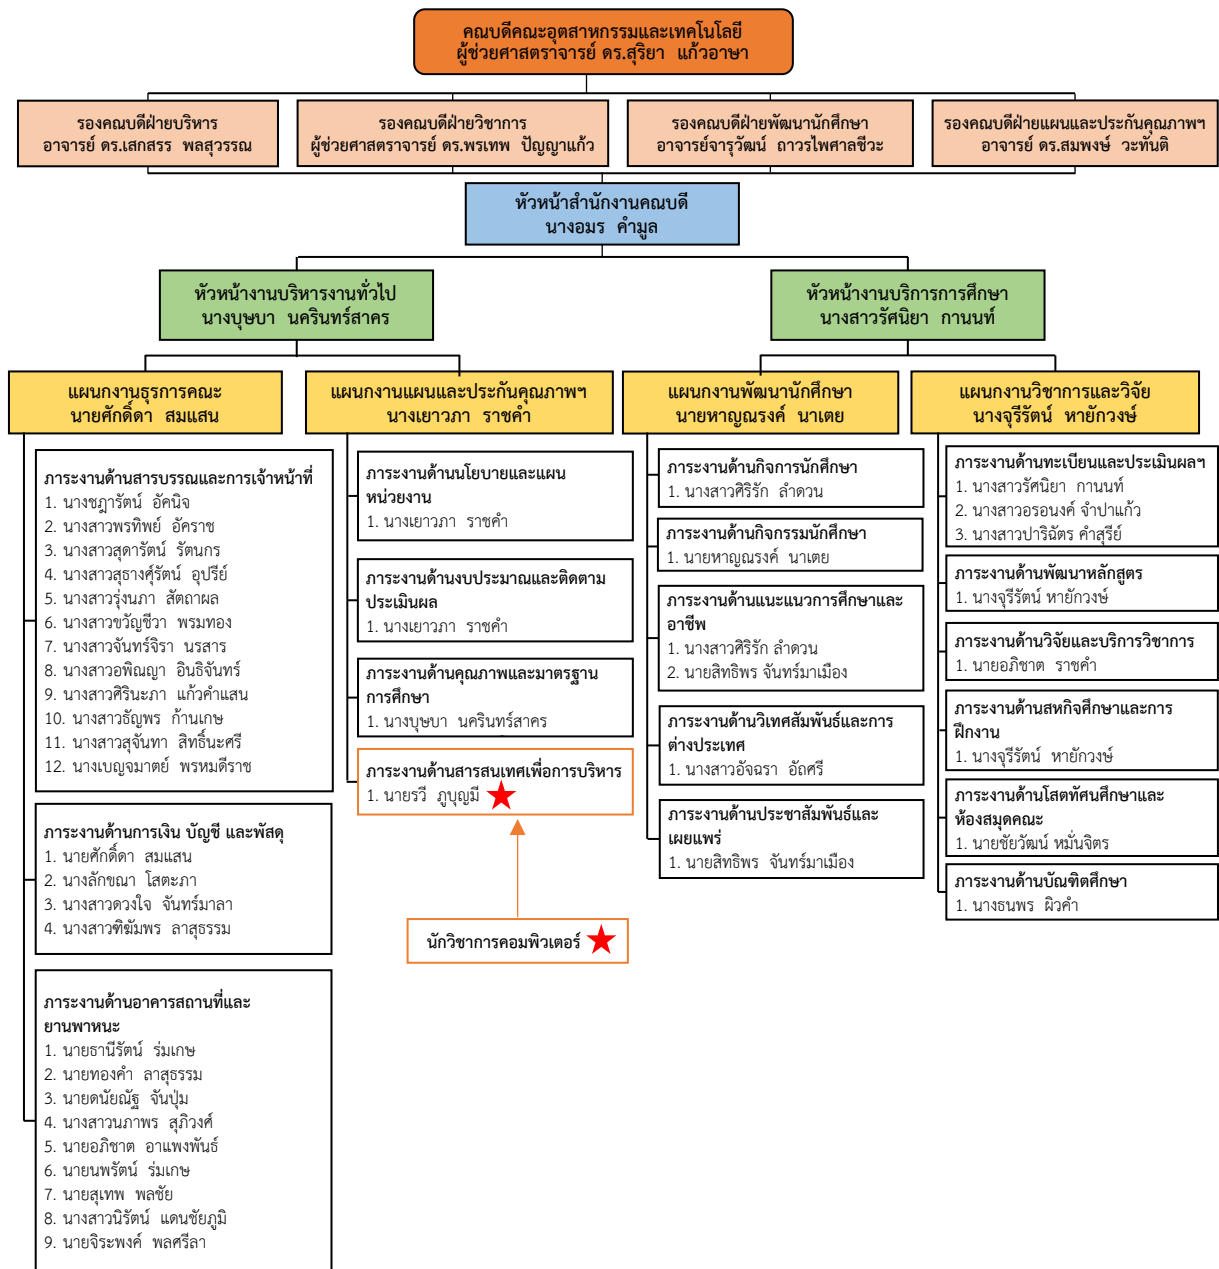 คณบดีคณะอุตสาหกรรมและเทคโนโลยี
ผู้ช่วยศาสตราจารย์ ดร.สุริยา แก้วอาษา
รองคณบดีฝ่ายบริหาร
อาจารย์ ดร.เสกสรร พลสุวรรณ
รองคณบดีฝ่ายวิชาการ
ผู้ช่วยศาสตราจารย์ ดร.พรเทพ ปัญญาแก้ว
รองคณบดีฝ่ายพัฒนานักศึกษา
อาจารย์จารุวัฒน์ ถาวรไพศาลชีวะ
รองคณบดีฝ่ายแผนและประกันคุณภาพฯ
อาจารย์ ดร.สมพงษ์ วะทันติ
หัวหน้าสำนักงานคณบดี
นางอมร คำมูล
หัวหน้างานบริหารงานทั่วไป
นางบุษบา นครินทร์สาคร
หัวหน้างานบริการการศึกษา
นางสาวรัศนิยา กานนท์
แผนกงานธุรการคณะ
นายศักดิ์ดา สมแสน
แผนกงานแผนและประกันคุณภาพฯ
นางเยาวภา ราชคำ
แผนกงานพัฒนานักศึกษา
นายหาญณรงค์ นาเตย
แผนกงานวิชาการและวิจัย
นางจุรีรัตน์ หายักวงษ์
ภาระงานด้านสารบรรณและการเจ้าหน้าที่
1. นางชฎารัตน์ อัคนิจ
2. นางสาวพรทิพย์ อัคราช
3. นางสาวสุดารัตน์ รัตนกร
4. นางสาวสุธางศุ์รัตน์ อุปรีย์
5. นางสาวรุ่งนภา สัตถาผล
6. นางสาวขวัญชีวา พรมทอง
7. นางสาวจันทร์จิรา นรสาร
8. นางสาวอพิณญา อินธิจันทร์
9. นางสาวศิรินะภา แก้วคำแสน
10. นางสาวธัญพร ก้านเกษ
11. นางสาวสุจันทา สิทธิ์นะศรี
12. นางเบญจมาตย์ พรหมดีราช
ภาระงานด้านการเงิน บัญชี และพัสดุ
1. นายศักดิ์ดา สมแสน
2. นางลักขณา โสตะภา
3. นางสาวดวงใจ จันทร์มาลา
4. นางสาวฑิฆัมพร ลาสุธรรม
ภาระงานด้านอาคารสถานที่และ
ยานพาหนะ
1. นายธานีรัตน์ ร่มเกษ
2. นายทองคำ ลาสุธรรม
3. นายดนัยณัฐ จันปุ่ม
4. นางสาวนภาพร สุภิวงศ์
5. นายอภิชาต อาแพงพันธ์
6. นายนพรัตน์ ร่มเกษ
7. นายสุเทพ พลชัย
8. นางสาวนิรัตน์ แดนชัยภูมิ
9. นายจิระพงค์ พลศรีลา
ภาระงานด้านนโยบายและแผน
หน่วยงาน
1. นางเยาวภา ราชคำ
ภาระงานด้านงบประมาณและติดตาม
ประเมินผล
1. นางเยาวภา ราชคำ
ภาระงานด้านคุณภาพและมาตรฐาน
การศึกษา
1. นางบุษบา นครินทร์สาคร
ภาระงานด้านสารสนเทศเพื่อการบริหาร
1. นายรวี ภูบุญมี
นักวิชาการคอมพิวเตอร์
ภาระงานด้านกิจการนักศึกษา
1. นางสาวศิริรัก ลำดวน
ภาระงานด้านกิจกรรมนักศึกษา
1. นายหาญณรงค์ นาเตย
ภาระงานด้านแนะแนวการศึกษาและ
อาชีพ
1. นางสาวศิริรัก ลำดวน
2. นายสิทธิพร จันทร์มาเมือง
ภาระงานด้านวิเทศสัมพันธ์และการ
ต่างประเทศ
1. นางสาวอัจฉรา อัถศรี
ภาระงานด้านประชาสัมพันธ์และ
เผยแพร่
1. นายสิทธิพร จันทร์มาเมือง
ภาระงานด้านทะเบียนและประเมินผลฯ
1. นางสาวรัศนิยา กานนท์
2. นางสาวอรอนงค์ จำปาแก้ว
3. นางสาวปาริฉัตร คำสุรีย์
ภาระงานด้านพัฒนาหลักสูตร
1. นางจุรีรัตน์ หายักวงษ์
ภาระงานด้านวิจัยและบริการวิชาการ
1. นายอภิชาต ราชคำ
ภาระงานด้านสหกิจศึกษาและการ
ฝึกงาน
1. นางจุรีรัตน์ หายักวงษ์
ภาระงานด้านโสตทัศนศึกษาและ
ห้องสมุดคณะ
1. นายชัยวัฒน์ หมั่นจิตร
ภาระงานด้านบัณฑิตศึกษา
1. นางธนพร ผิวคำ